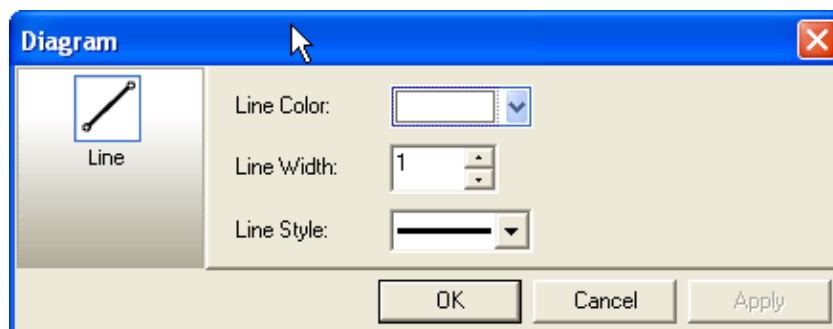 Diagram
Line
Line Color:
Line Width: 1
Line Style:
OK Cancel Apply